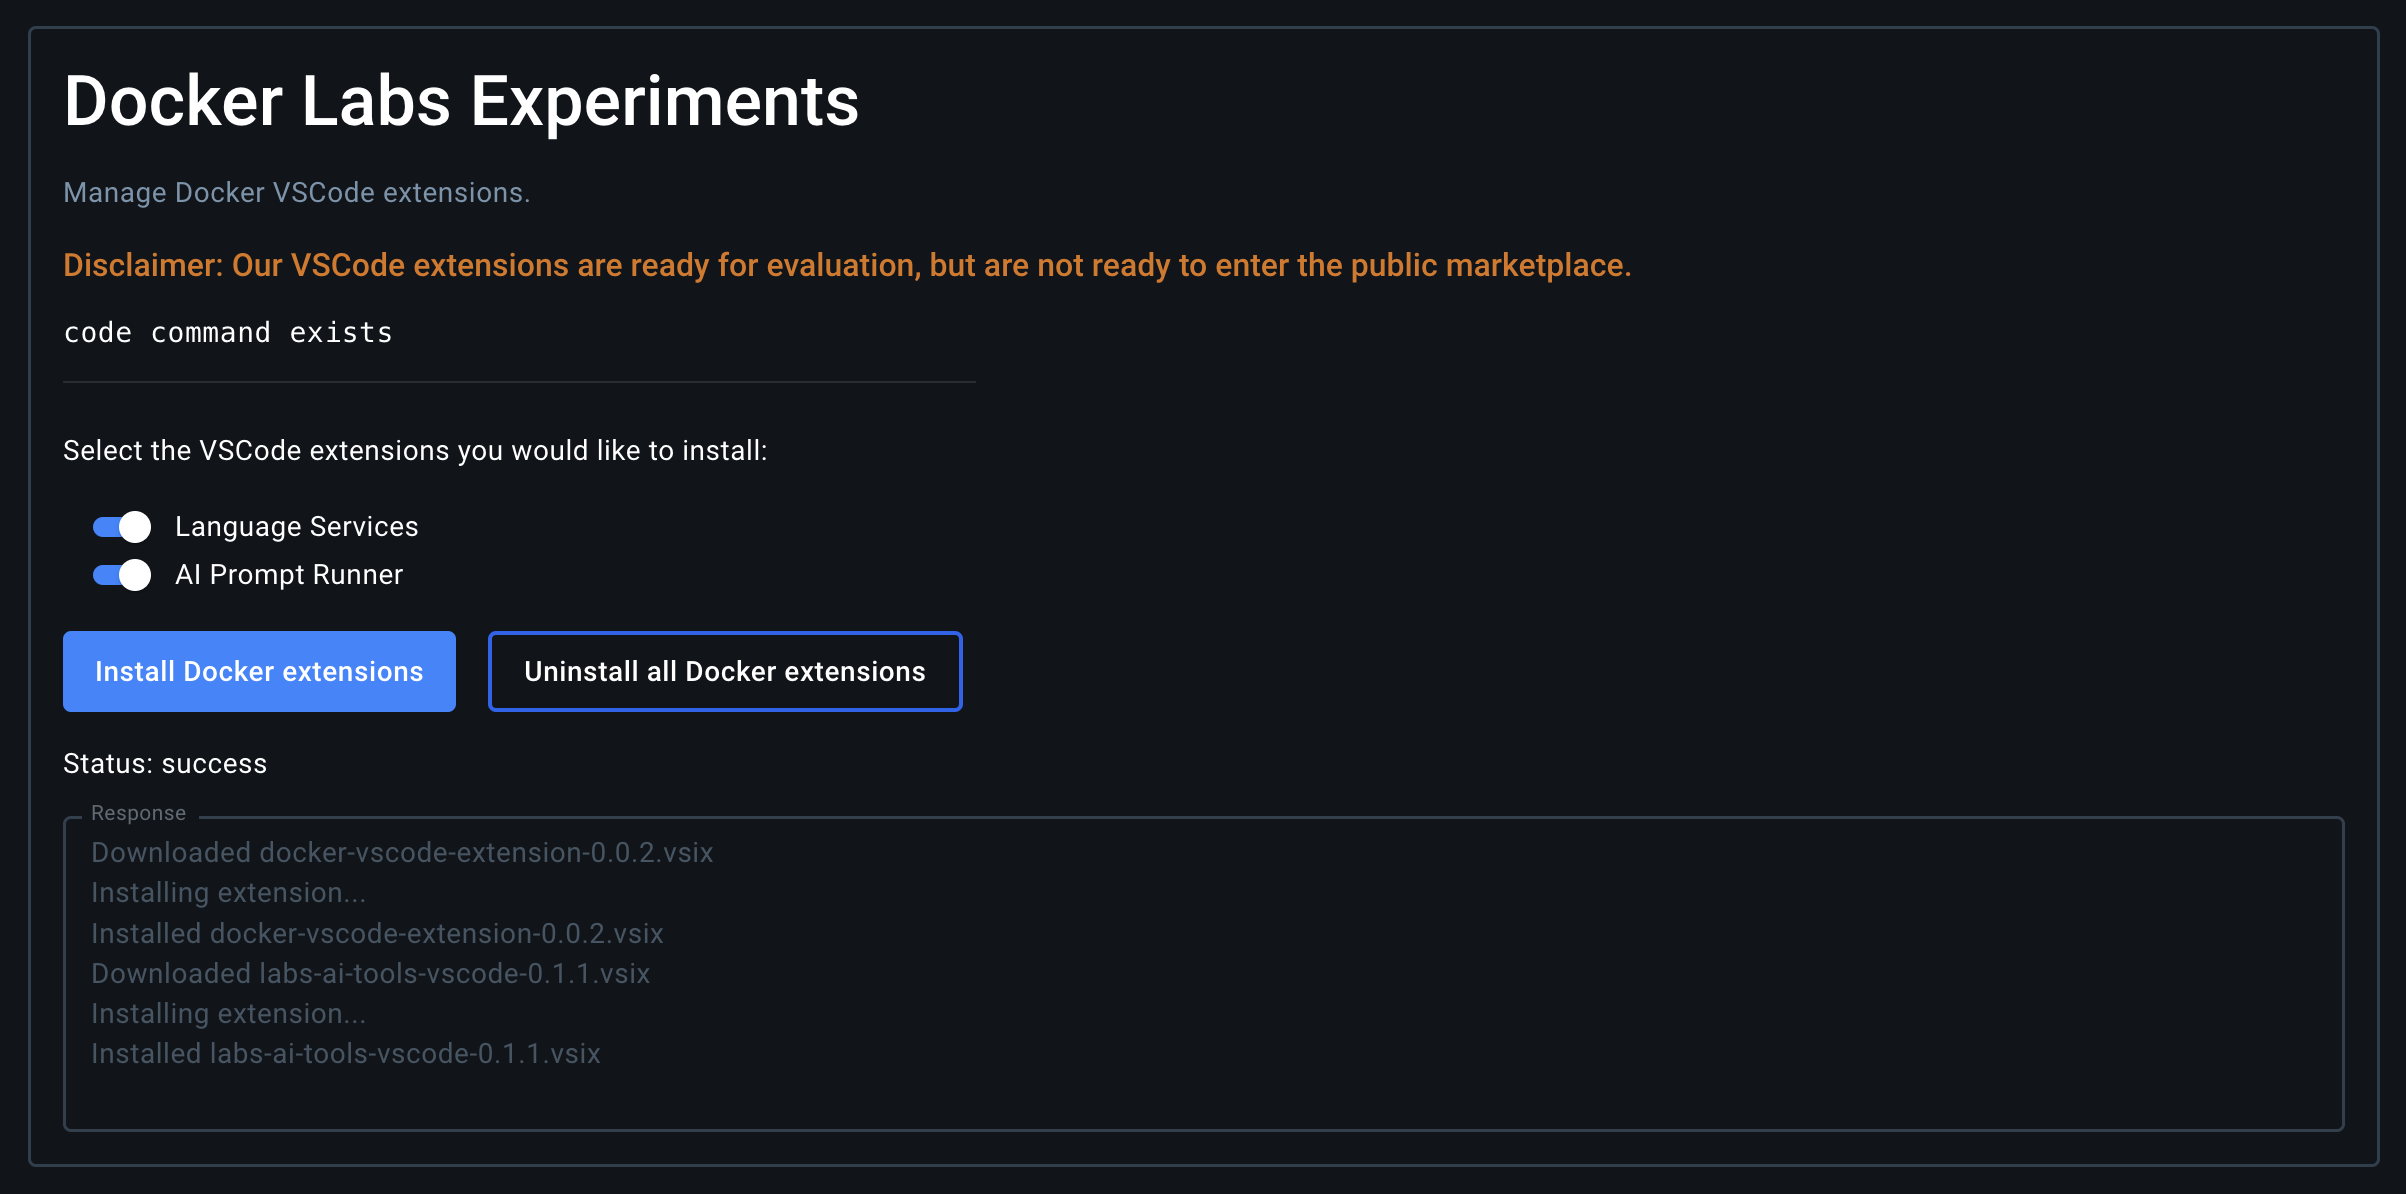 Docker Labs Experiments
Manage Docker VSCode extensions.
Disclaimer: Our VSCode extensions are ready for evaluation, but are not ready to enter the public marketplace.
code command exists
Select the VSCode extensions you would like to install:
Language Services
AI Prompt Runner
Install Docker extensions
Uninstall all Docker extensions
Status: success
Response
Downloaded docker-vscode-extension-0.0.2.vsix
Installing extension...
Installed docker-vscode-extension-0.0.2.vsix
Downloaded labs-ai-tools-vscode-0.1.1.vsix
Installing extension...
Installed labs-ai-tools-vscode-0.1.1.vsix